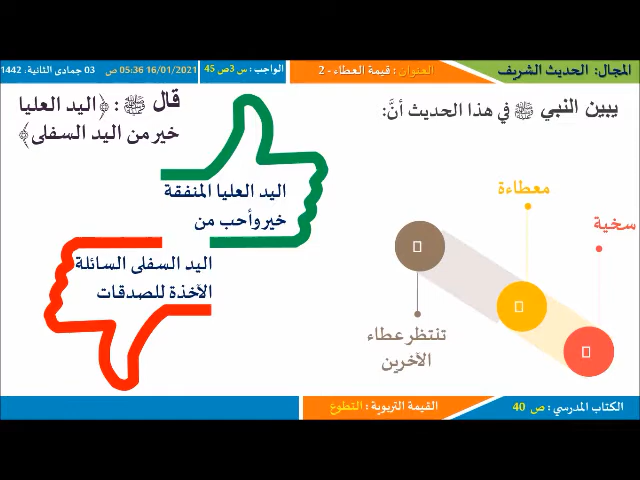 المجال: الحديث الشريف
العنوان : قيمة العطاء - 2
الواجب : س 3ص 45
16/01/2021 05:36 ص
03 جمادى الثانية، 1442
يبين النبي ﷺ في هذا الحديث أنَّ:
معطاءة
سخية
تنتظر عطاء
الآخرين
قال ﷺ : ﴿اليد العليا
خير من اليد السفلى﴾
اليد العليا المنفقة
خير وأحب من
اليد السفلى السائلة
الآخذة للصدقات
الكتاب المدرسي : ص 40
القيمة التربوية : التطوع